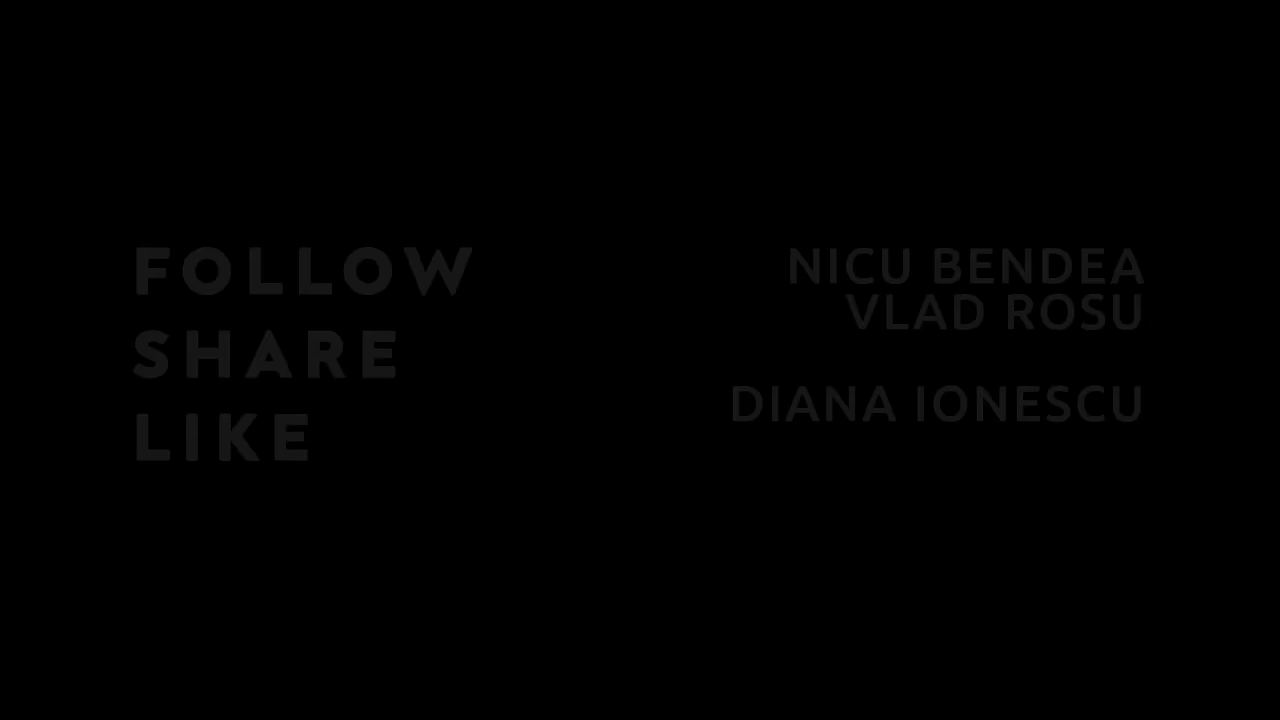 FOLLOW
SHARE
LIKE
NICU BENDEA
VLAD ROSU
DIANA IONESCU